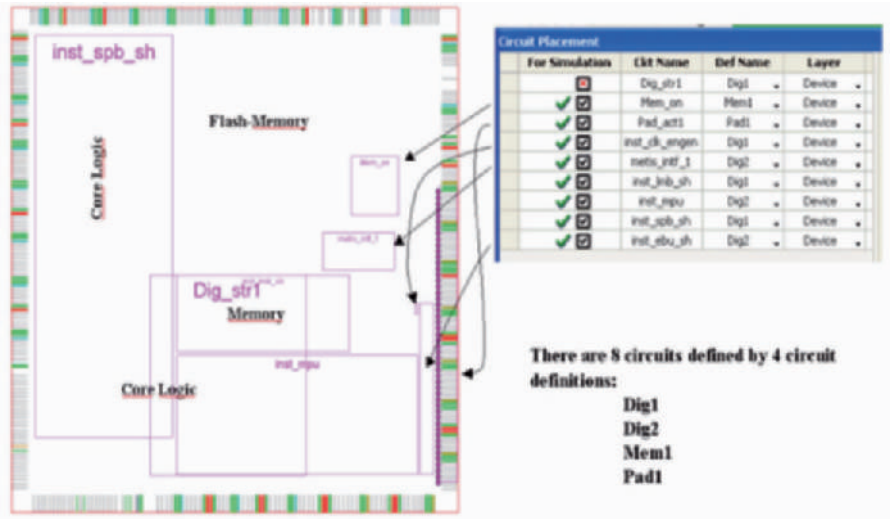 inst_spb_sh
Flash-Memory
Core Logic
Mem_on
metis_intf_1
Dig_str1
Memory
inst_mpu
Core Logic
Circuit Placement
For Simulation Ckt Name Def Name Layer
Dig_str1 Dig1 Device
Mem_on Mem1 Device
Pad_act1 Pad1 Device
inst_clk_engen Dig1 Device
metis_intf_1 Dig2 Device
inst_lmb_sh Dig1 Device
inst_mpu Dig2 Device
inst_spb_sh Dig1 Device
inst_ebu_sh Dig2 Device
There are 8 circuits defined by 4 circuit
definitions:
Dig1
Dig2
Mem1
Pad1